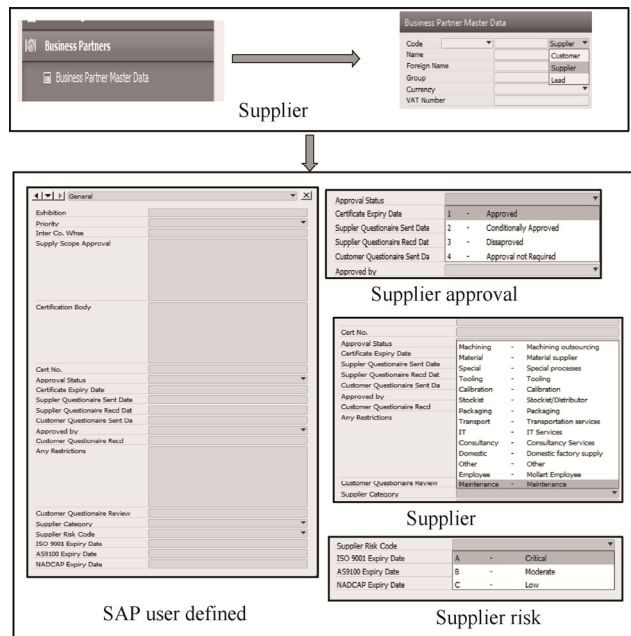 Business Partners
Business Partner Master Data
Supplier
Business Partner Master Data
Code Supplier
Name Customer
Foreign Name Supplier
Group Lead
Currency
VAT Number
General
Exhibition
Priority
Inter Co. Whse
Supply Scope Approval
Certification Body
Cert No.
Approval Status
Certificate Expiry Date
Suppler Questionaire Sent Date
Supplier Questionaire Recd Dat
Customer Questionaire Sent Da
Approved by
Customer Questionaire Recd
Any Restrictions
Customer Questionaire Review
Supplier Category
Supplier Risk Code
ISO 9001 Expiry Date
AS9100 Expiry Date
NADCAP Expiry Date
SAP user defined
Approval Status
Certificate Expiry Date 1 - Approved
Suppler Questionaire Sent Date 2 - Conditionally Approved
Supplier Questionaire Recd Dat 3 - Dissaproved
Customer Questionaire Sent Da 4 - Approval not Required
Approved by
Supplier approval
Cert No.
Approval Status
Certificate Expiry Date
Suppler Questionaire Sent Date
Supplier Questionaire Recd Dat
Customer Questionaire Sent Da
Approved by
Customer Questionaire Recd
Any Restrictions
Customer Questionaire Review
Supplier Category
Machining - Machining outsourcing
Material - Material supplier
Special - Special processes
Tooling - Tooling
Calibration - Calibration
Stockist - Stockist/Distributor
Packaging - Packaging
Transport - Transportation services
IT - IT Services
Consultancy - Consultancy Services
Domestic - Domestic factory supply
Other - Other
Employee - Mollart Employee
Maintenance - Maintenance
Supplier
Supplier Risk Code
ISO 9001 Expiry Date A - Critical
AS9100 Expiry Date B - Moderate
NADCAP Expiry Date C - Low
Supplier risk